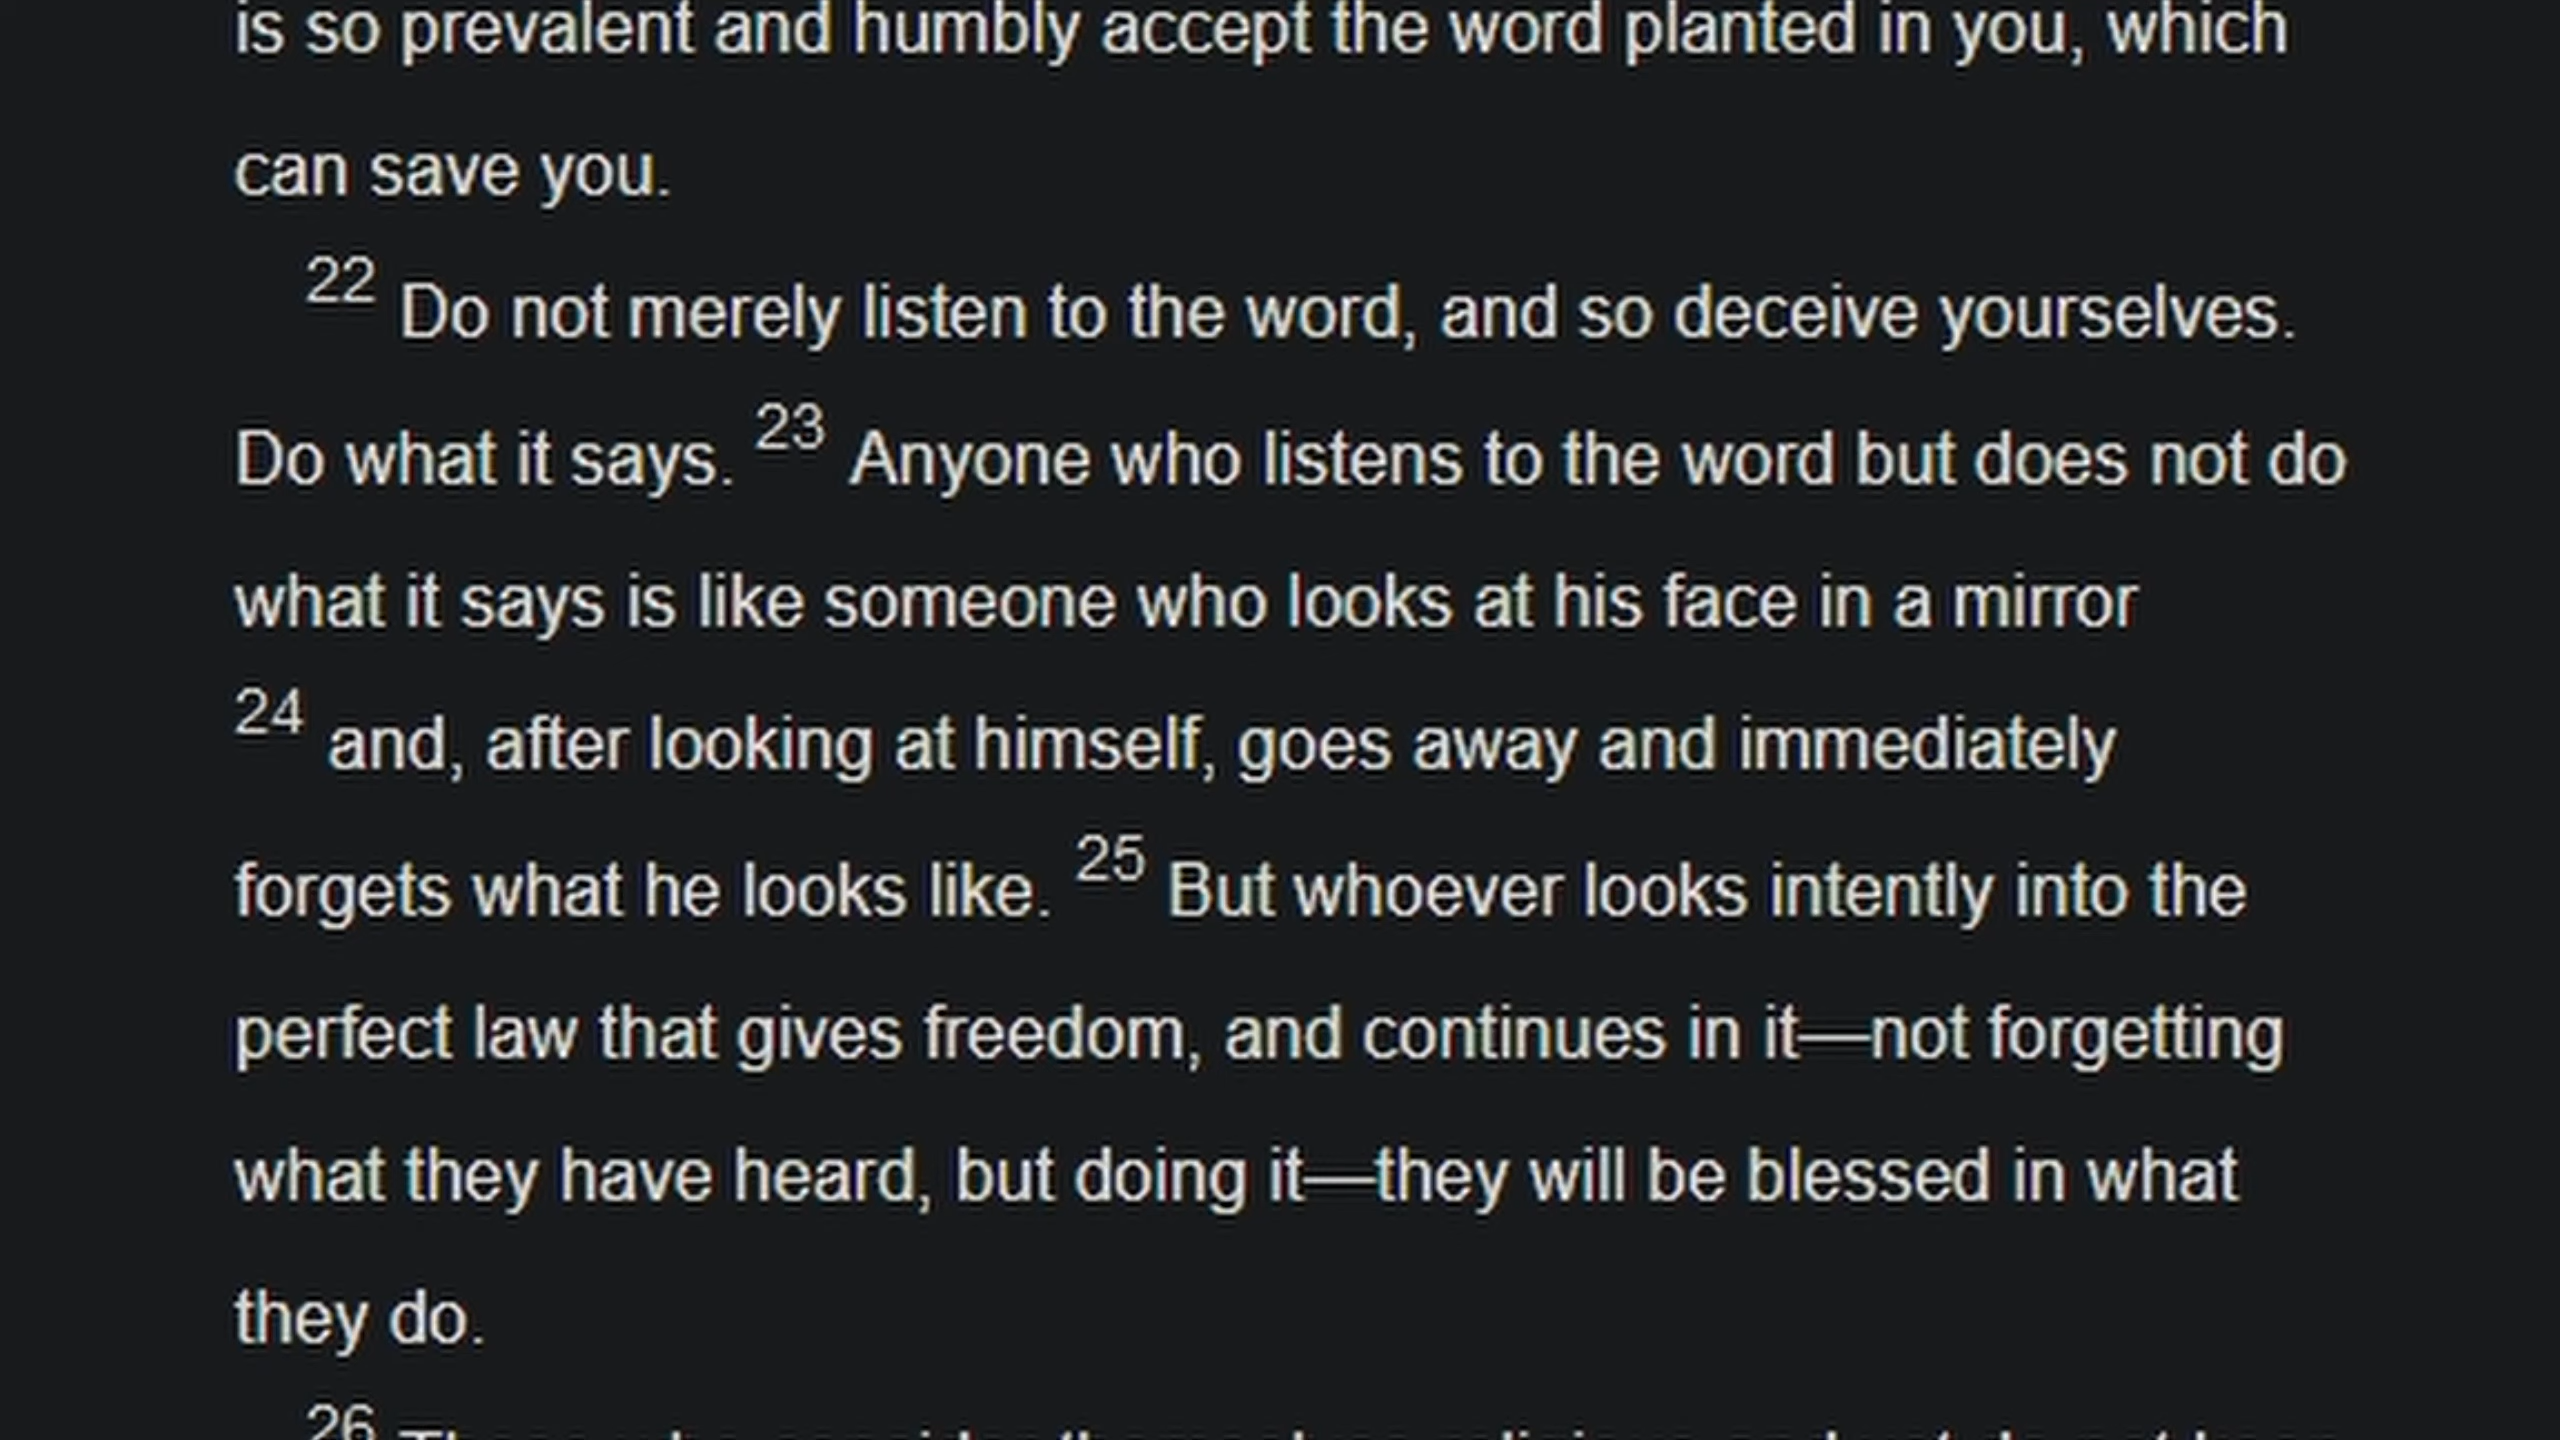 is so prevalent and humbly accept the word planted in you, which
can save you.
22 Do not merely listen to the word, and so deceive yourselves.
Do what it says. 23 Anyone who listens to the word but does not do
what it says is like someone who looks at his face in a mirror
24 and, after looking at himself, goes away and immediately
forgets what he looks like. 25 But whoever looks intently into the
perfect law that gives freedom, and continues in it—not forgetting
what they have heard, but doing it—they will be blessed in what
they do.
26